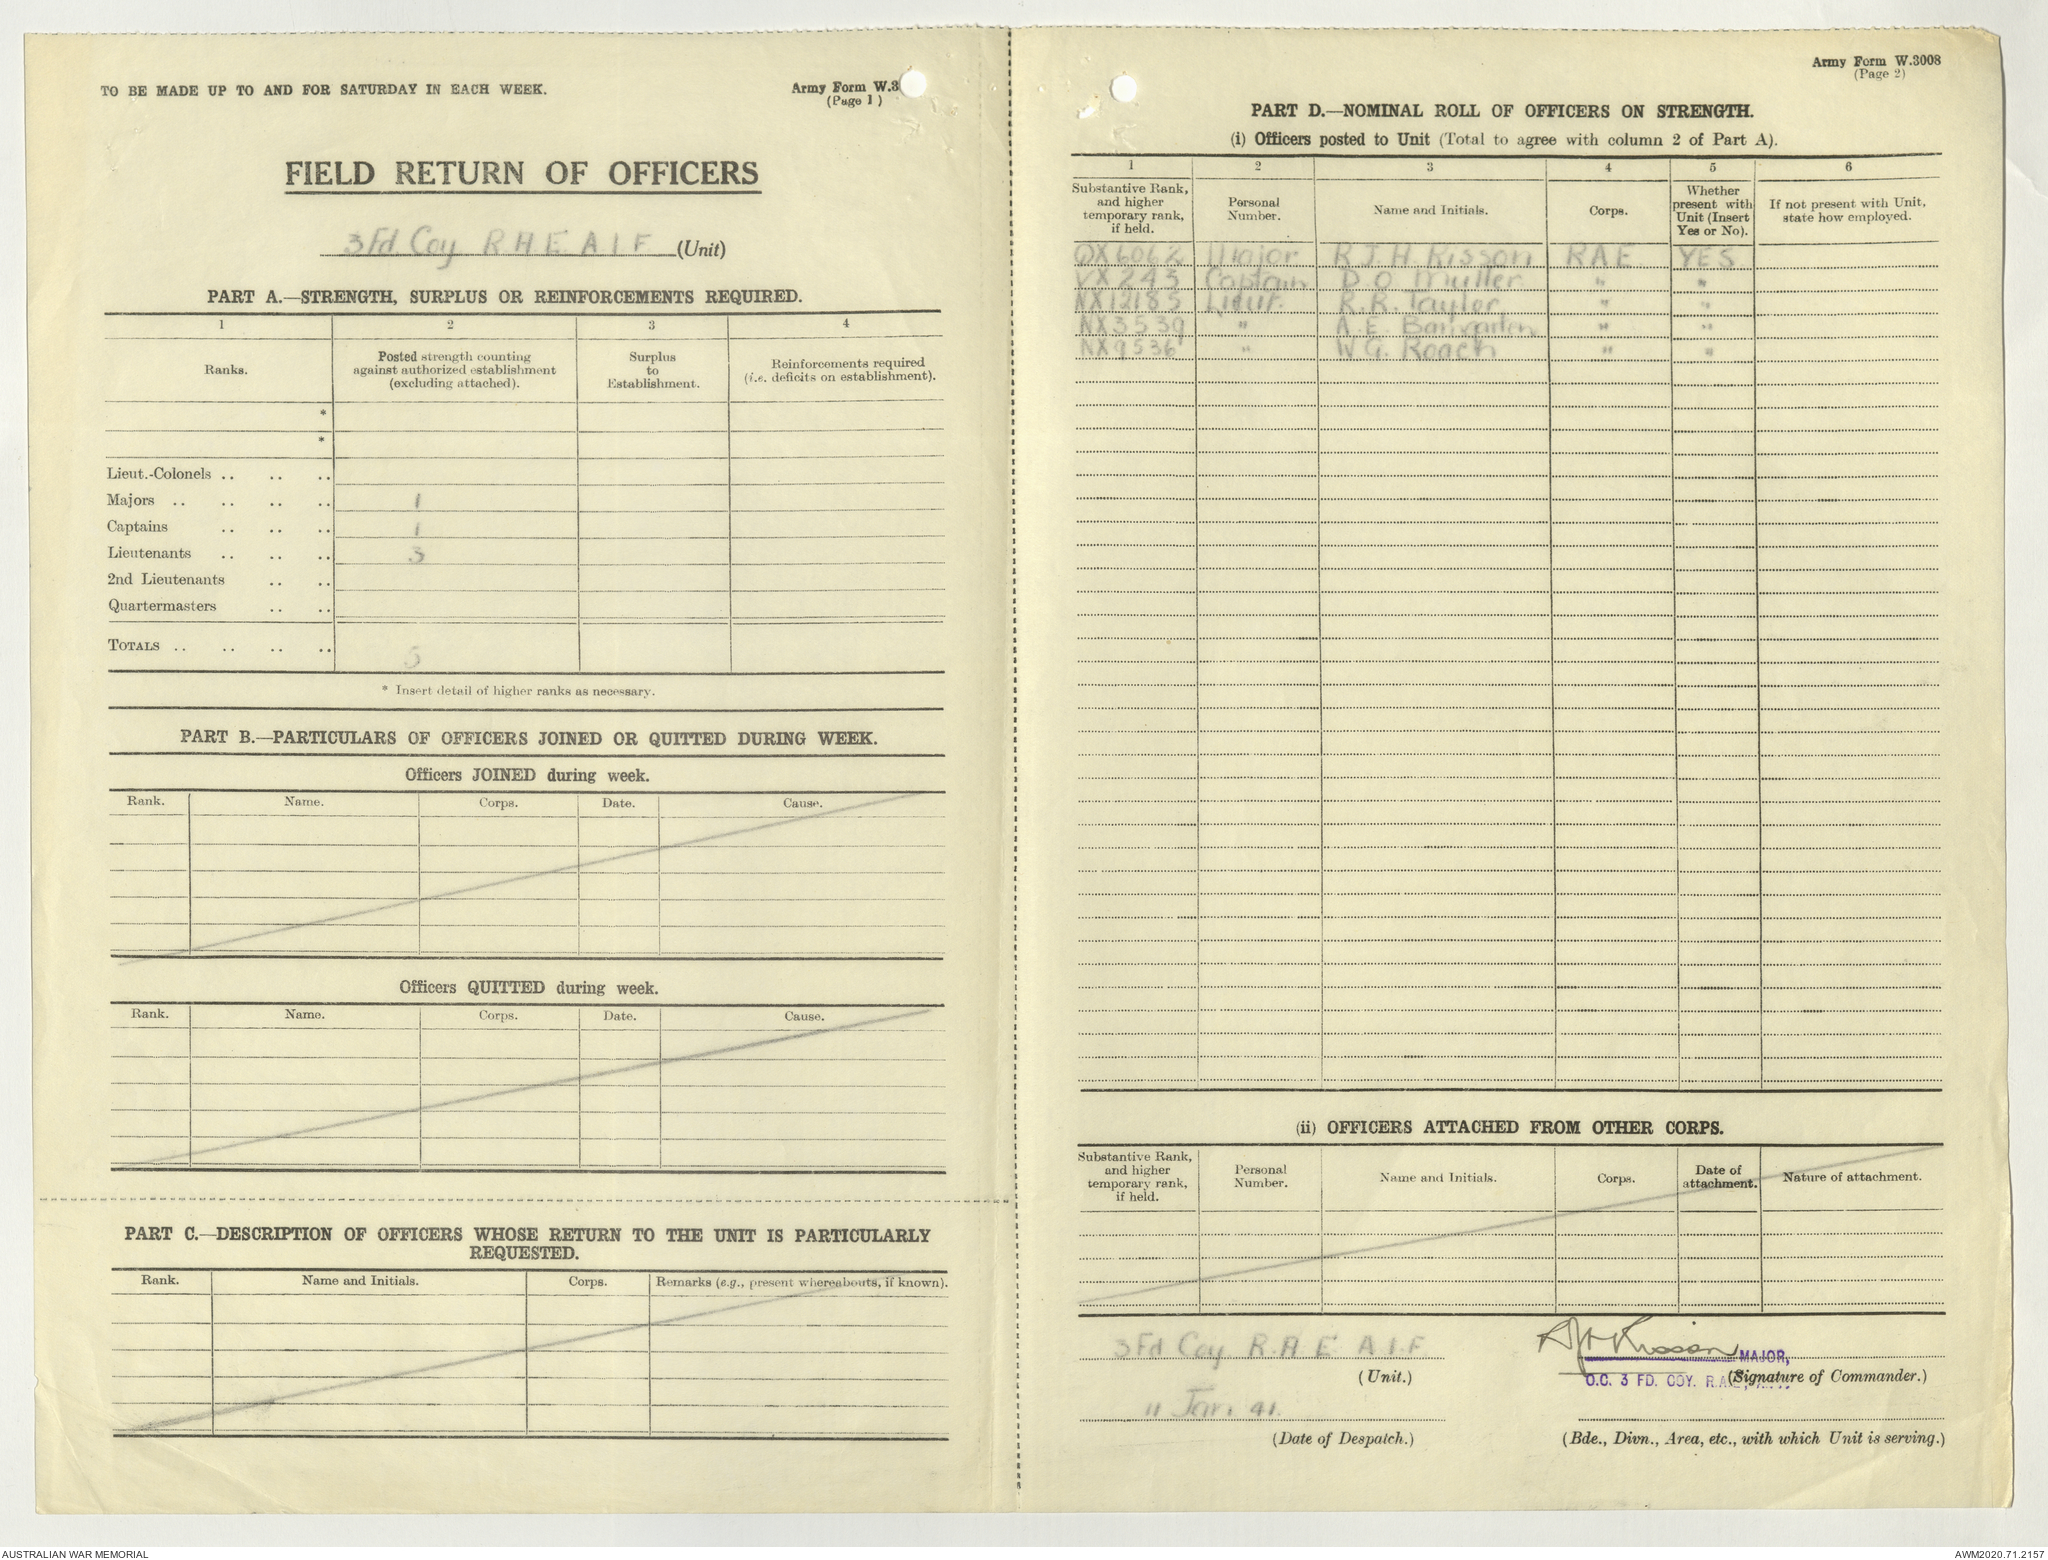 TO BE MADE UP TO AND FOR SATURDAY IN EACH WEEK.
Army Form W.3
(Page 1)
FIELD RETURN OF OFFICERS
3 Fd. Coy R.A.E. A.I.F. (Unit)
PART A.—STRENGTH, SURPLUS OR REINFORCEMENTS REQUIRED.
1 2 3 4
Ranks. Posted strength counting against authorized establishment (excluding attached). Surplus to Establishment. Reinforcements required (i.e. deficits on establishment).
*
*
Lieut.-Colonels .. .. ..
Majors .. .. .. .. 1
Captains .. .. .. 1
Lieutenants .. .. .. 3
2nd Lieutenants .. ..
Quartermasters .. ..
TOTALS .. .. .. .. 5
* Insert detail of higher ranks as necessary.
PART B.—PARTICULARS OF OFFICERS JOINED OR QUITTED DURING WEEK.
Officers JOINED during week.
Rank. Name. Corps. Date. Cause.
Officers QUITTED during week.
Rank. Name. Corps. Date. Cause.
PART C.—DESCRIPTION OF OFFICERS WHOSE RETURN TO THE UNIT IS PARTICULARLY
REQUESTED.
Rank. Name and Initials. Corps. Remarks (e.g., present whereabouts, if known).
Army Form W.3008
(Page 2)
PART D.—NOMINAL ROLL OF OFFICERS ON STRENGTH.
(i) Officers posted to Unit (Total to agree with column 2 of Part A).
1 2 3 4 5 6
Substantive Rank, and higher temporary rank, if held. Personal Number. Name and Initials. Corps. Whether present with Unit (Insert Yes or No). If not present with Unit, state how employed.
QX6062 Major R.J.H. Risson RAE YES
VX245 Captain D.O. Muller " "
NX12185 Lieut. R.R. Taylor " "
NX3539 " A.E. " "
NX9536 " W.G. Roach " "
(ii) OFFICERS ATTACHED FROM OTHER CORPS.
Substantive Rank, and higher temporary rank, if held. Personal Number. Name and Initials. Corps. Date of attachment. Nature of attachment.
3 Fd Coy R.A.E A.I.F
(Unit.)
11 Jan. 41.
(Date of Despatch.)
RJHRisson MAJOR,
O.C. 3 FD. COY. R.A.
(Signature of Commander.)
(Bde., Divn., Area, etc., with which Unit is serving.)
AUSTRALIAN WAR MEMORIAL
AWM2020.71.2157